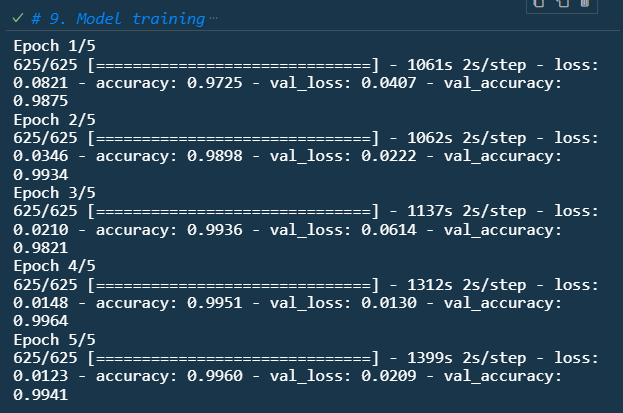 # 9. Model training ...
Epoch 1/5
625/625 [==============================] - 1061s 2s/step - loss:
0.0821 - accuracy: 0.9725 - val_loss: 0.0407 - val_accuracy:
0.9875
Epoch 2/5
625/625 [==============================] - 1062s 2s/step - loss:
0.0346 - accuracy: 0.9898 - val_loss: 0.0222 - val_accuracy:
0.9934
Epoch 3/5
625/625 [==============================] - 1137s 2s/step - loss:
0.0210 - accuracy: 0.9936 - val_loss: 0.0614 - val_accuracy:
0.9821
Epoch 4/5
625/625 [==============================] - 1312s 2s/step - loss:
0.0148 - accuracy: 0.9951 - val_loss: 0.0130 - val_accuracy:
0.9964
Epoch 5/5
625/625 [==============================] - 1399s 2s/step - loss:
0.0123 - accuracy: 0.9960 - val_loss: 0.0209 - val_accuracy:
0.9941